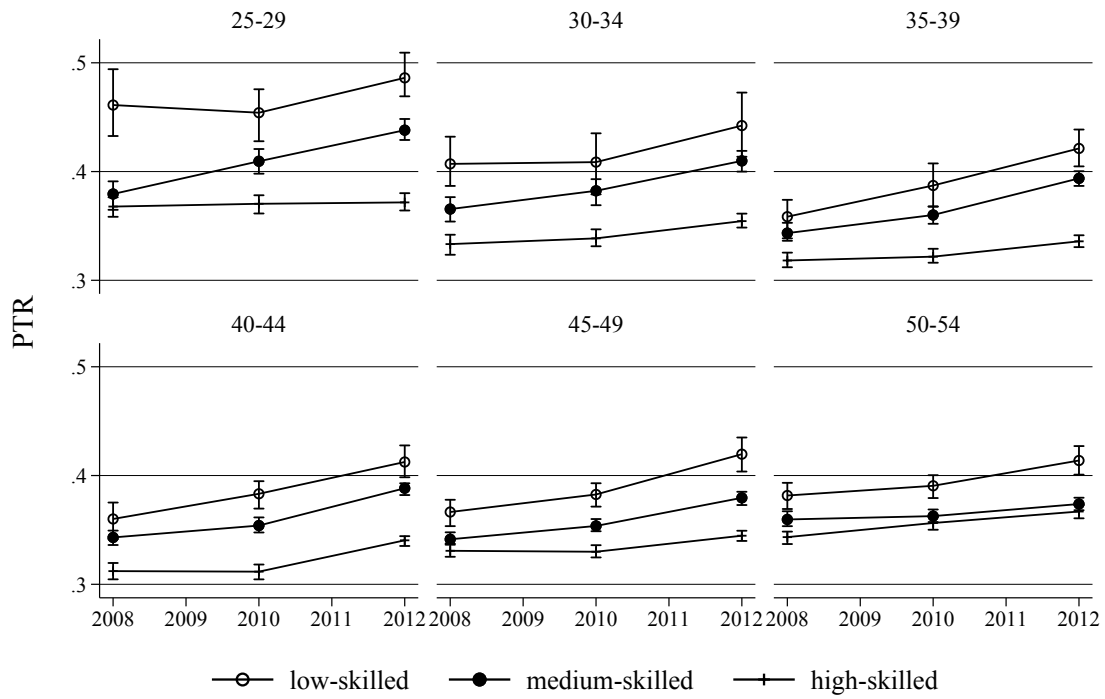 25-29 30-34 35-39
.5
.4
.3
40-44 45-49 50-54
.5
.4
.3
PTR
2008 2009 2010 2011 2012 2008 2009 2010 2011 2012 2008 2009 2010 2011 2012
low-skilled medium-skilled high-skilled